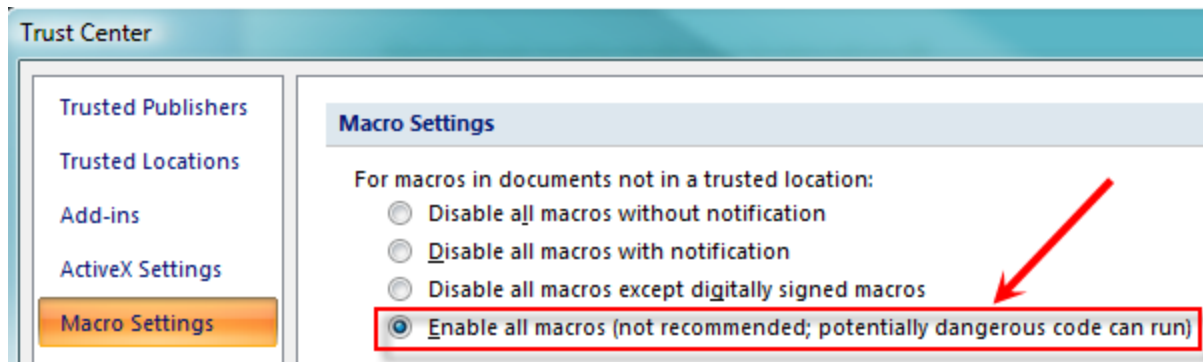 Trust Center
Trusted Publishers
Trusted Locations
Add-ins
ActiveX Settings
Macro Settings
Macro Settings
For macros in documents not in a trusted location:
Disable all macros without notification
Disable all macros with notification
Disable all macros except digitally signed macros
Enable all macros (not recommended; potentially dangerous code can run)